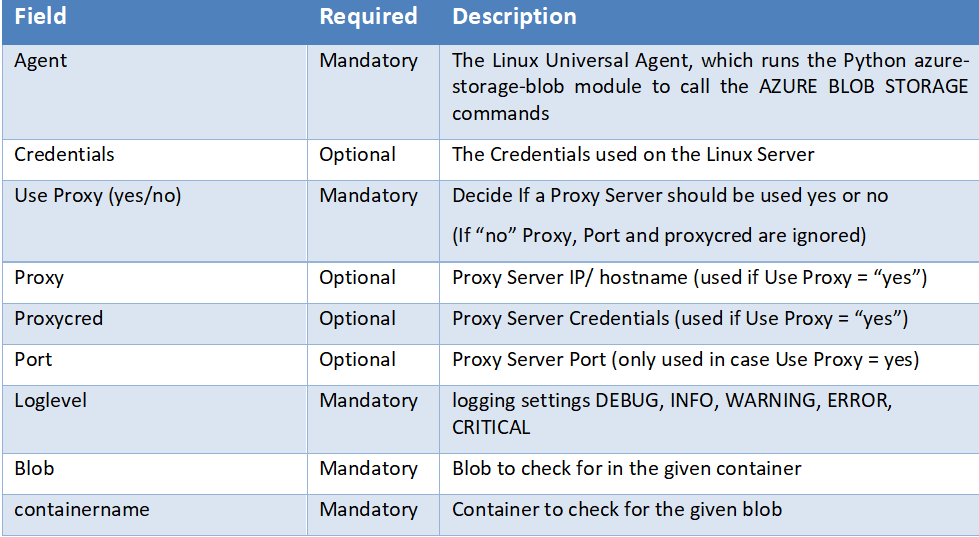 Field Required Description
Agent Mandatory The Linux Universal Agent, which runs the Python azure-
storage-blob module to call the AZURE BLOB STORAGE
commands
Credentials Optional The Credentials used on the Linux Server
Use Proxy (yes/no) Mandatory Decide If a Proxy Server should be used yes or no
(If “no” Proxy, Port and proxycred are ignored)
Proxy Optional Proxy Server IP/ hostname (used if Use Proxy = “yes”)
Proxycred Optional Proxy Server Credentials (used if Use Proxy = “yes”)
Port Optional Proxy Server Port (only used in case Use Proxy = yes)
Loglevel Mandatory logging settings DEBUG, INFO, WARNING, ERROR,
CRITICAL
Blob Mandatory Blob to check for in the given container
containername Mandatory Container to check for the given blob